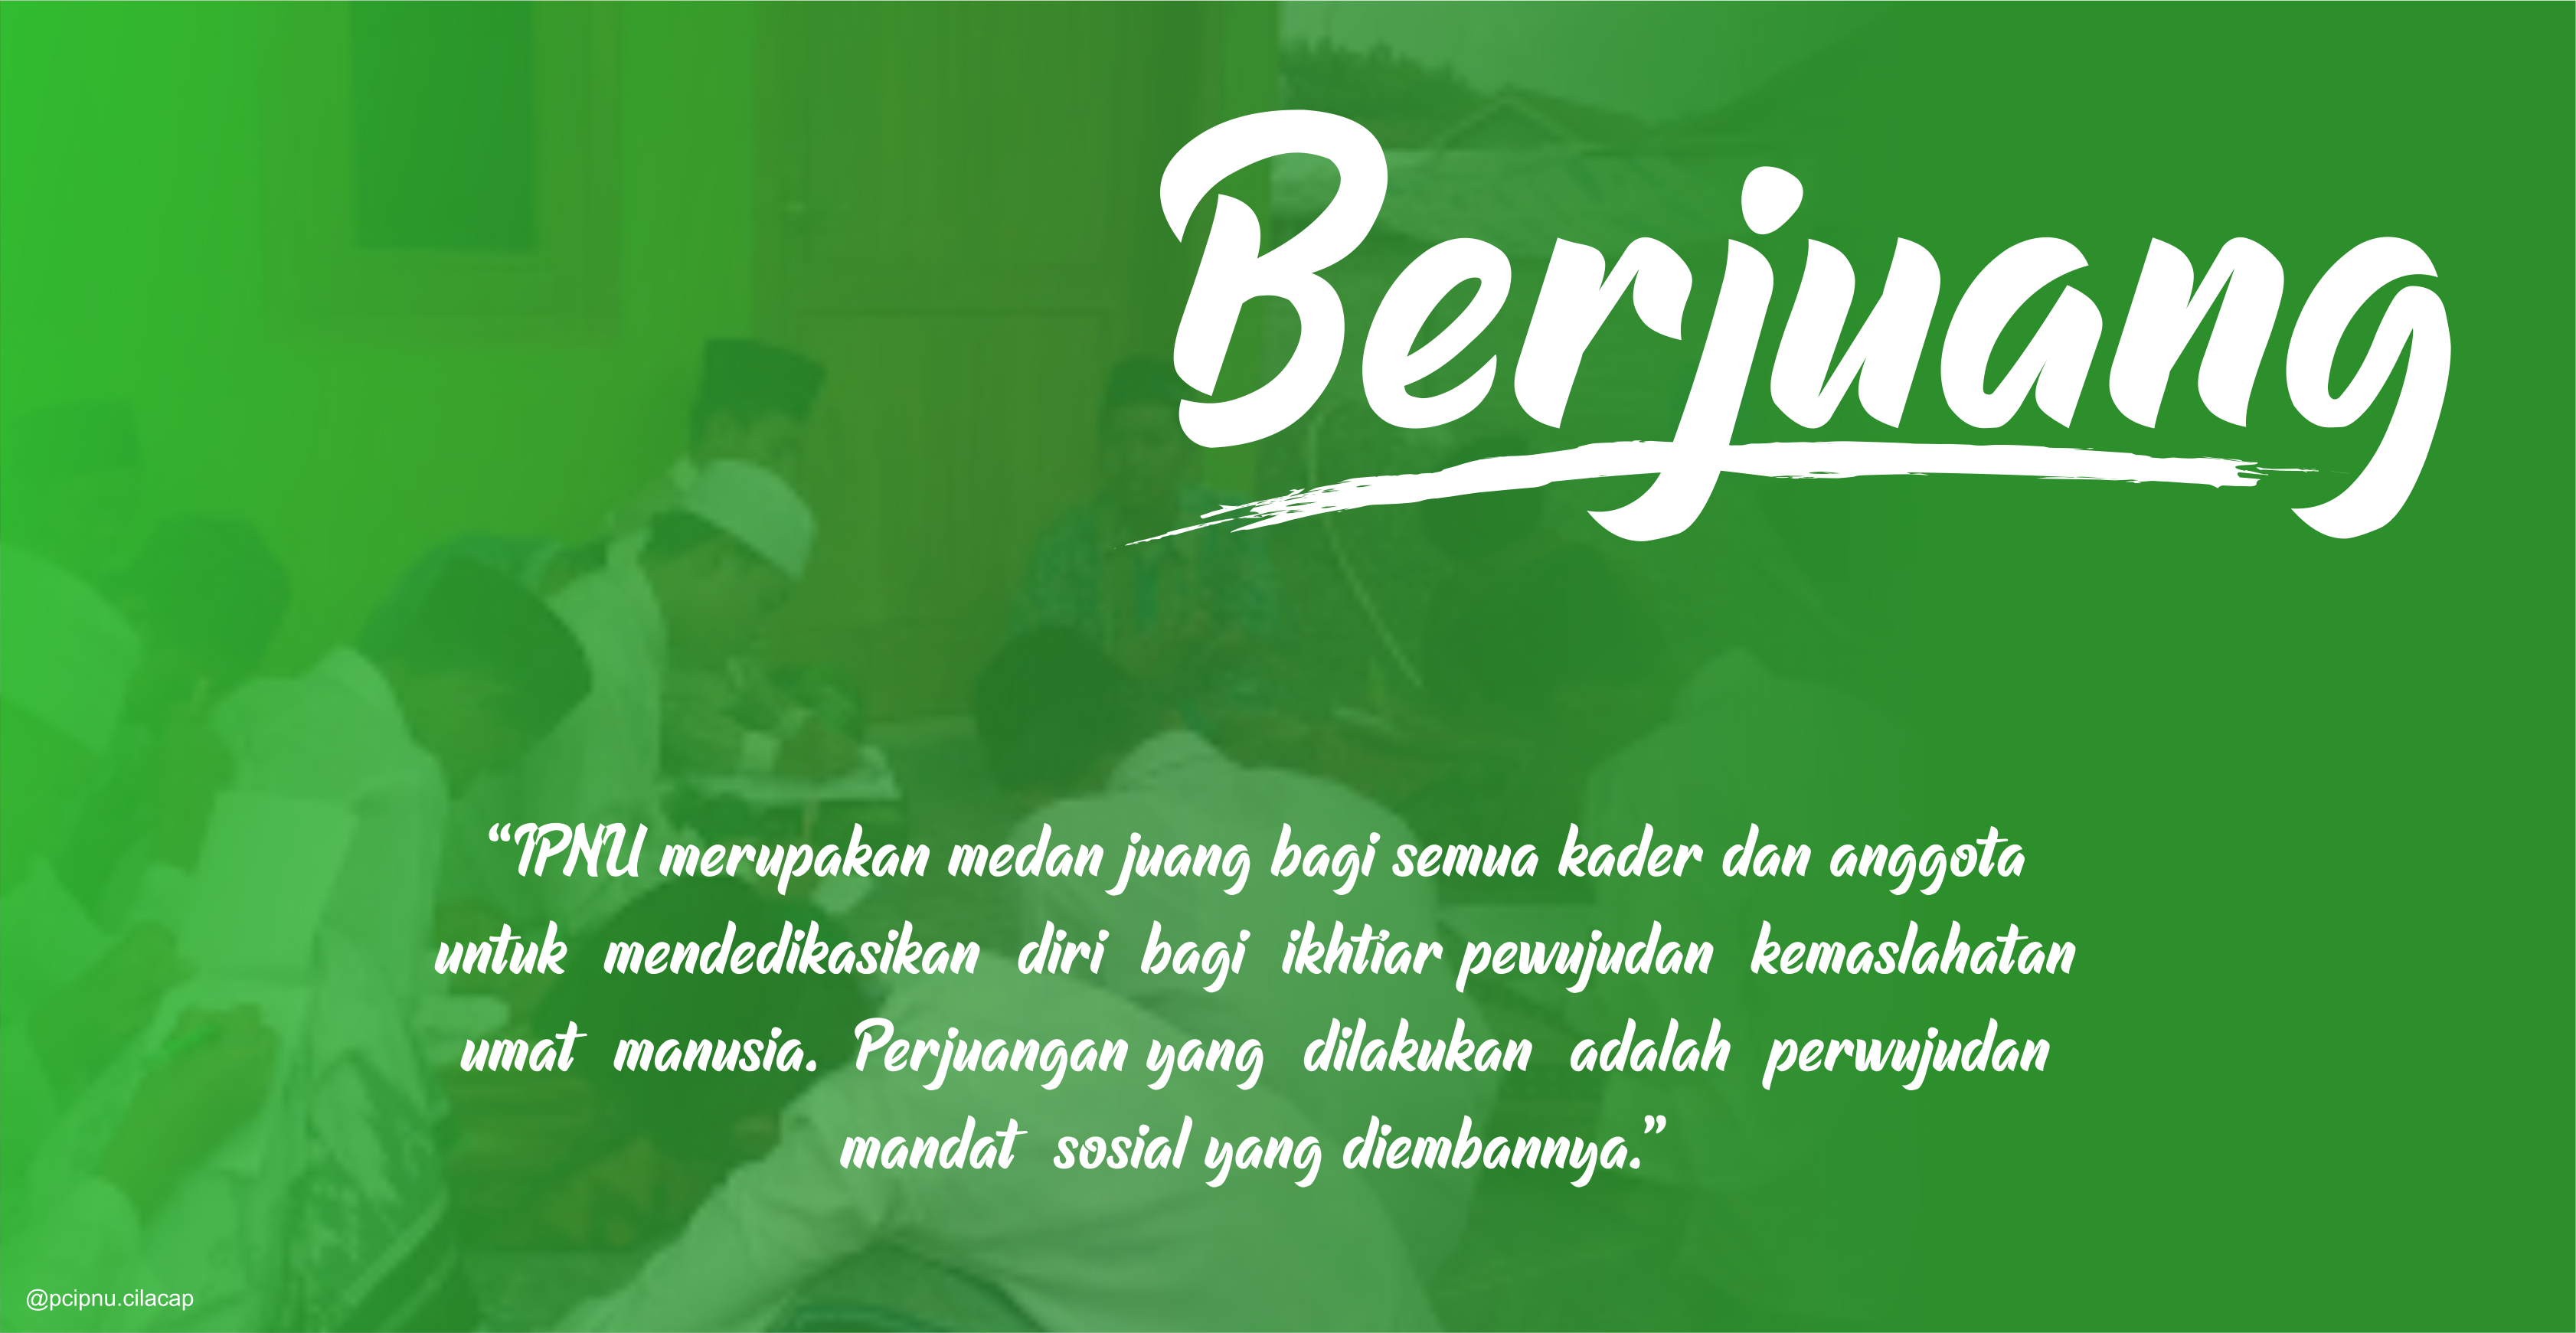 Berjuang
“IPNU merupakan medan juang bagi semua kader dan anggota
untuk mendedikasikan diri bagi ikhtiar pewujudan kemaslahatan
umat manusia. Perjuangan yang dilakukan adalah perwujudan
mandat sosial yang diembannya.”
@pcipnu.cilacap